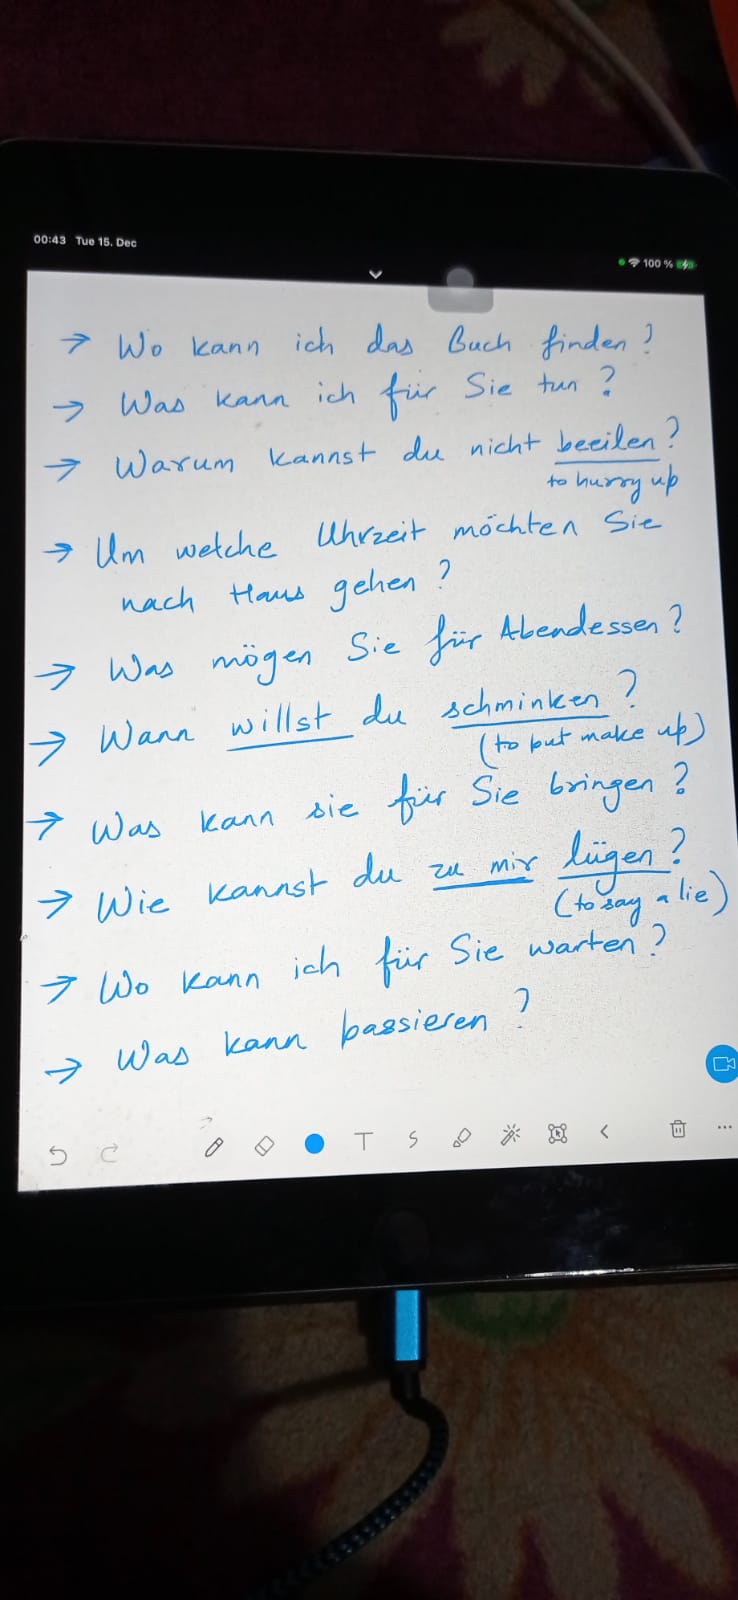 00:43 Tue 15. Dec
100 %
→ Wo kann ich das Buch finden?
→ Was kann ich für Sie tun?
→ Warum kannst du nicht beeilen?
to hurry up
→ Um welche Uhrzeit möchten Sie
nach Haus gehen?
→ Was mögen Sie für Abendessen?
→ Wann willst du schminken?
(to put make up)
→ Was kann sie für Sie bringen?
→ Wie kannst du zu mir lügen?
(to say a lie)
→ Wo kann ich für Sie warten?
→ Was kann passieren?
T